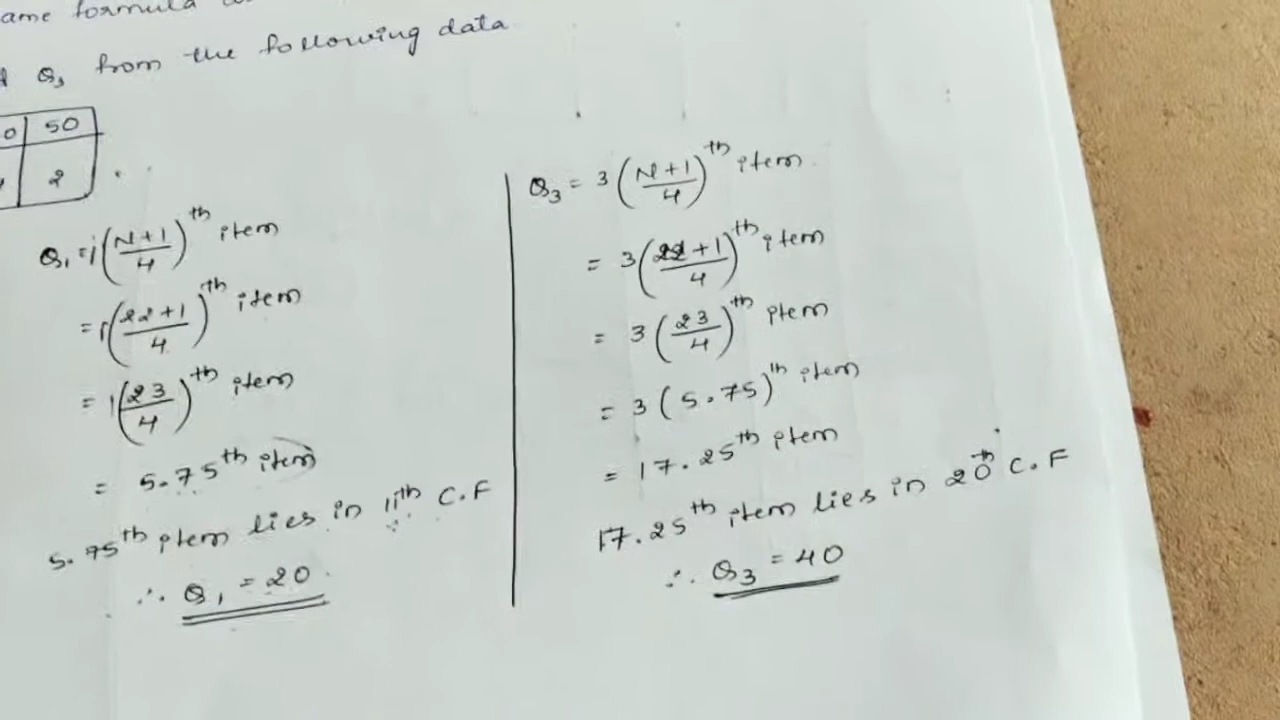 ame formula
Q3 from the following data
0 | 50
2
Q1 = 1(N+1/4)th item
= 1(22+1/4)th item
= 1(23/4)th item
= 5.75th item
5.75th item lies in 11th C.F
∴ Q1 = 20
Q3 = 3(N+1/4)th item
= 3(22+1/4)th item
= 3(23/4)th item
= 3(5.75)th item
= 17.25th item
17.25th item lies in 20th C.F
∴ Q3 = 40